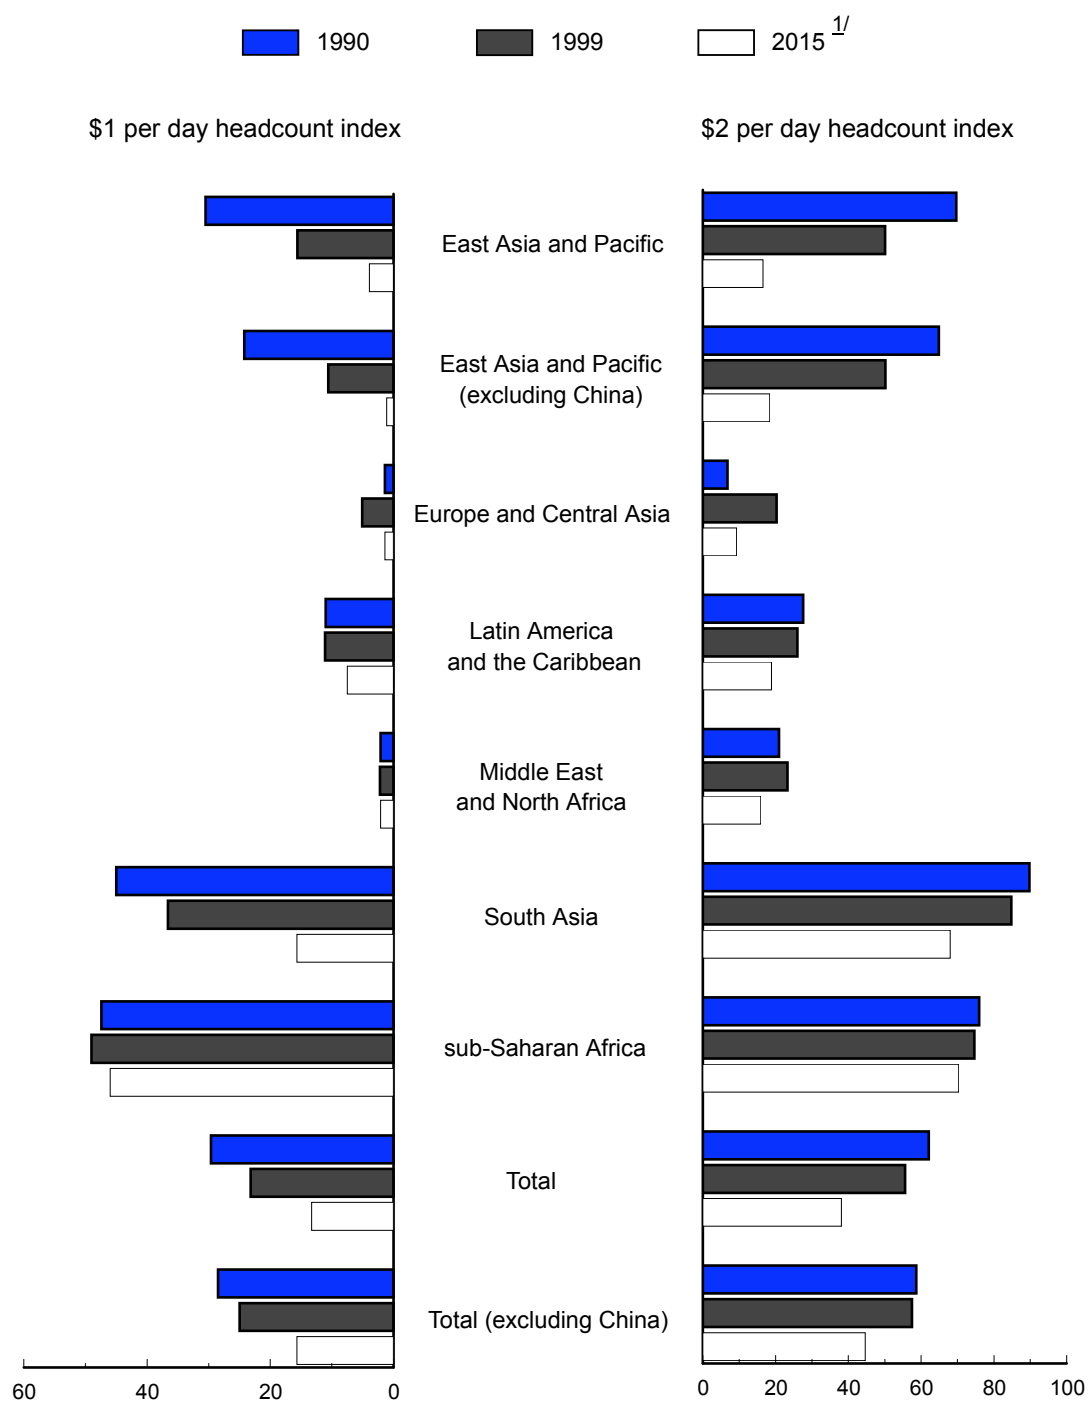 1990
1999
2015 1/
$1 per day headcount index
$2 per day headcount index
East Asia and Pacific
East Asia and Pacific
(excluding China)
Europe and Central Asia
Latin America
and the Caribbean
Middle East
and North Africa
South Asia
sub-Saharan Africa
Total
Total (excluding China)
60 40 20 0
0 20 40 60 80 100